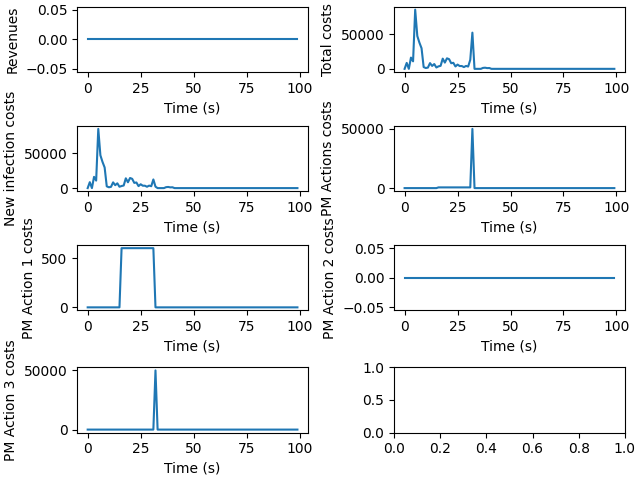 Revenues
0.05
0.00
−0.05
0 25 50 75 100
Time (s)
Total costs
50000
0
0 25 50 75 100
Time (s)
New infection costs
50000
0
0 25 50 75 100
Time (s)
PM Actions costs
50000
0
0 25 50 75 100
Time (s)
PM Action 1 costs
500
0
0 25 50 75 100
Time (s)
PM Action 2 costs
0.05
0.00
−0.05
0 25 50 75 100
Time (s)
PM Action 3 costs
50000
0
0 25 50 75 100
Time (s)
1.0
0.5
0.0
0.0 0.2 0.4 0.6 0.8 1.0